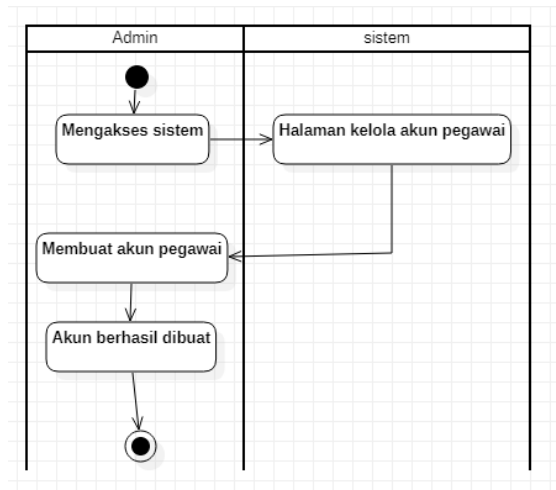 Admin
sistem
Mengakses sistem
Halaman kelola akun pegawai
Membuat akun pegawai
Akun berhasil dibuat